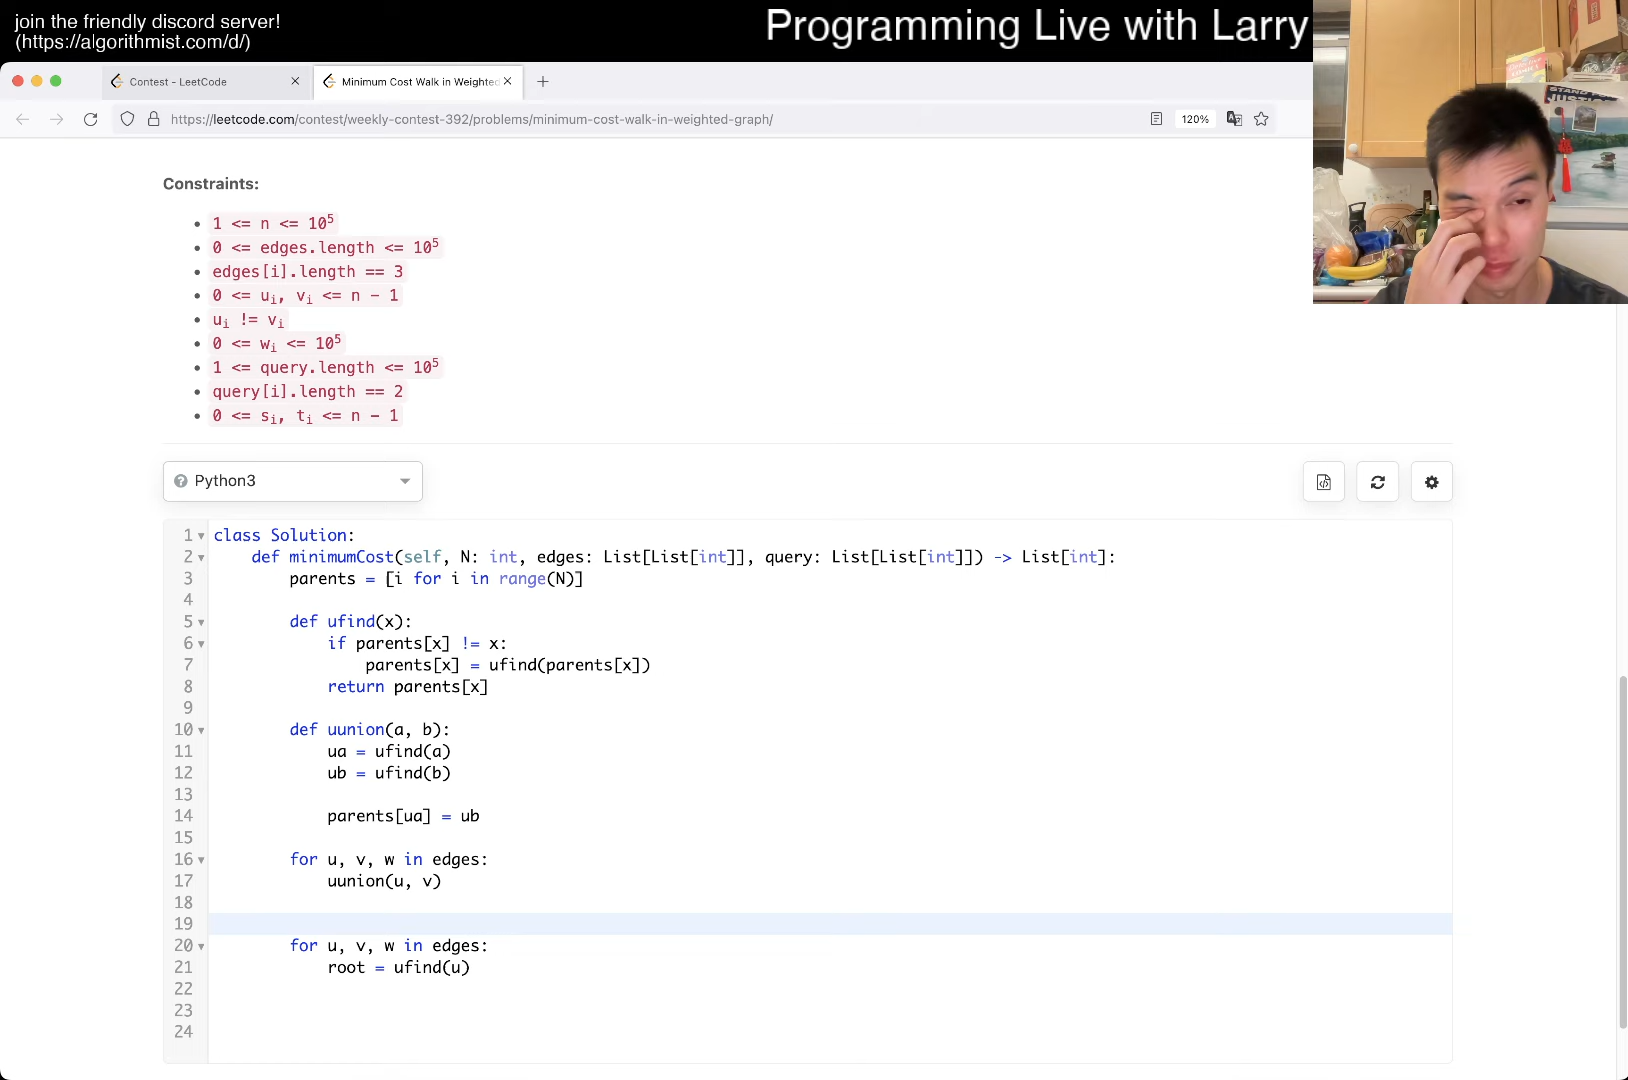 join the friendly discord server!
(https://algorithmist.com/d/)
Programming Live with Larry
Contest - LeetCode
Minimum Cost Walk in Weighted
https://leetcode.com/contest/weekly-contest-392/problems/minimum-cost-walk-in-weighted-graph/
120%
Constraints:
1 <= n <= 10^5
0 <= edges.length <= 10^5
edges[i].length == 3
0 <= u_i, v_i <= n - 1
u_i != v_i
0 <= w_i <= 10^5
1 <= query.length <= 10^5
query[i].length == 2
0 <= s_i, t_i <= n - 1
Python3
1 class Solution:
2     def minimumCost(self, N: int, edges: List[List[int]], query: List[List[int]]) -> List[int]:
3         parents = [i for i in range(N)]
4
5         def ufind(x):
6             if parents[x] != x:
7                 parents[x] = ufind(parents[x])
8             return parents[x]
9
10         def uunion(a, b):
11             ua = ufind(a)
12             ub = ufind(b)
13
14             parents[ua] = ub
15
16         for u, v, w in edges:
17             uunion(u, v)
18
19
20         for u, v, w in edges:
21             root = ufind(u)
22
23
24